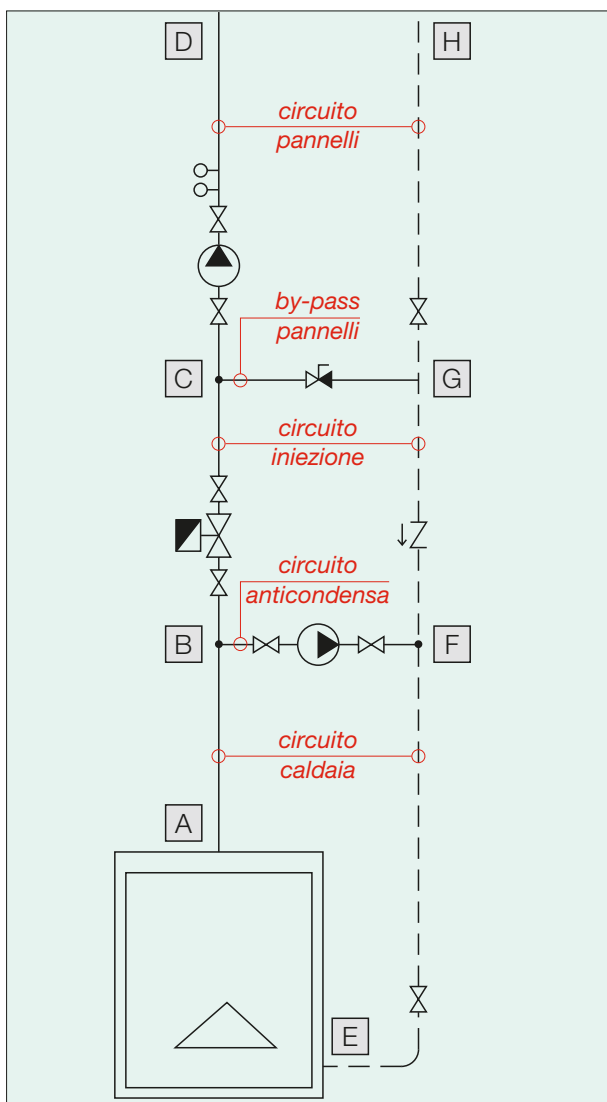 D
H
circuito
pannelli
by-pass
pannelli
C
G
circuito
iniezione
circuito
anticondensa
B
F
circuito
caldaia
A
E